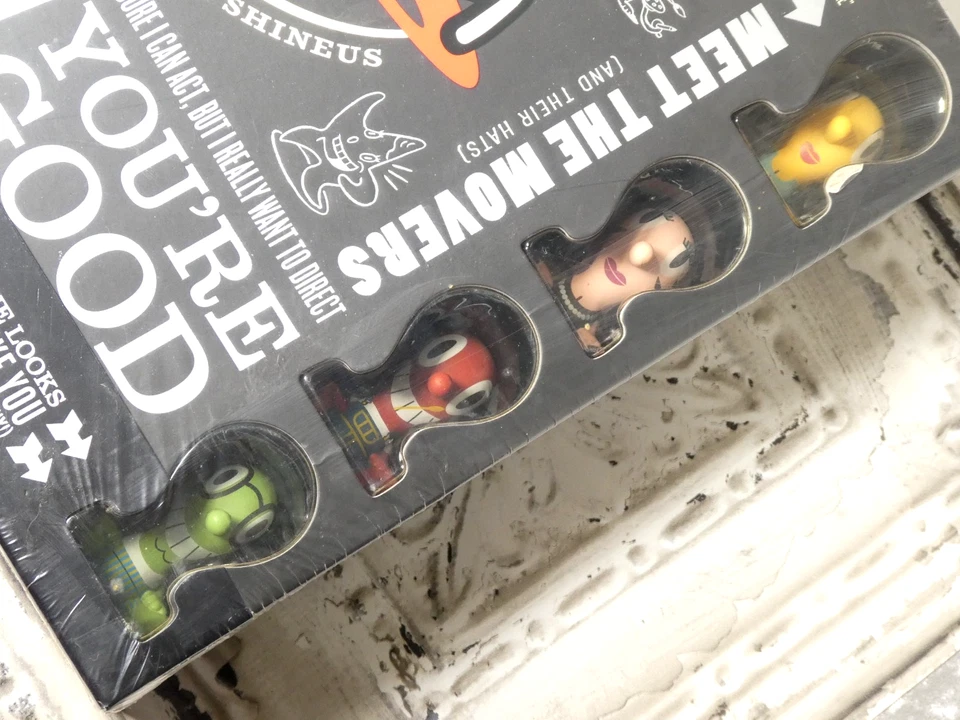 SHINEUS
YOU'RE
GOOD
SURE I CAN ACT, BUT I REALLY WANT TO DIRECT
MEET THE MOVERS
(AND THEIR HATS)
LOOKS
YOU